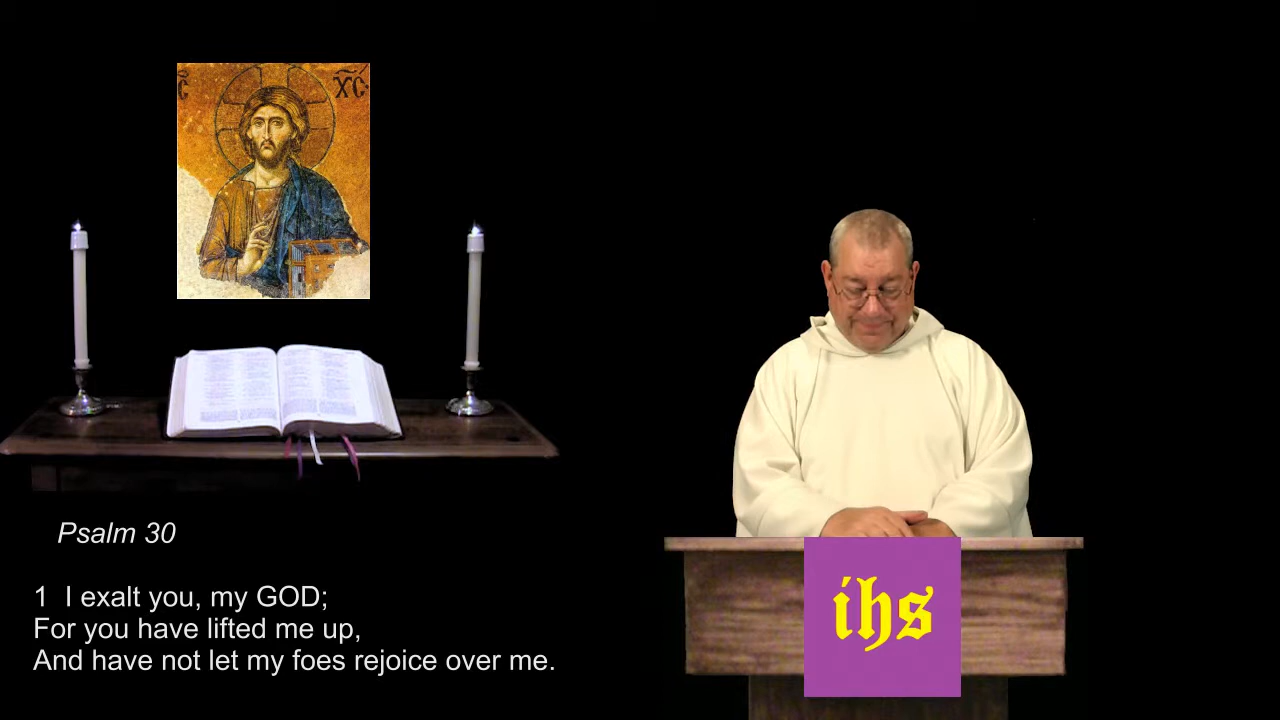 XC
Psalm 30
1 I exalt you, my GOD;
For you have lifted me up,
And have not let my foes rejoice over me.
ihs